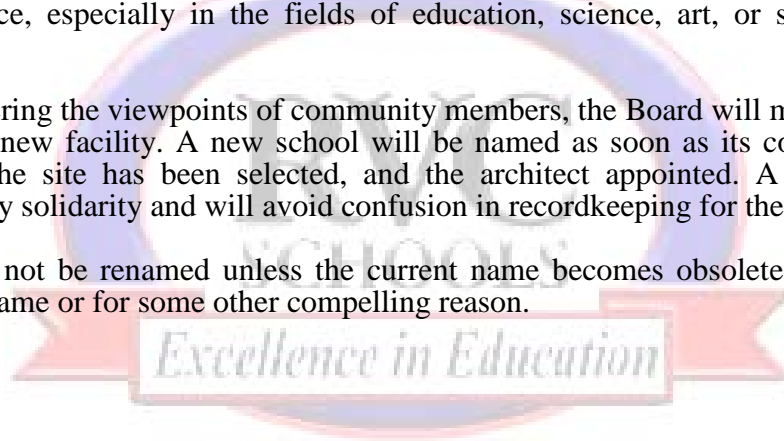 ce, especially in the fields of education, science, art, or s
ring the viewpoints of community members, the Board will m
new facility. A new school will be named as soon as its co
he site has been selected, and the architect appointed. A
y solidarity and will avoid confusion in recordkeeping for the
not be renamed unless the current name becomes obsolete
ame or for some other compelling reason.
RVC
SCHOOLS
Excellence in Education